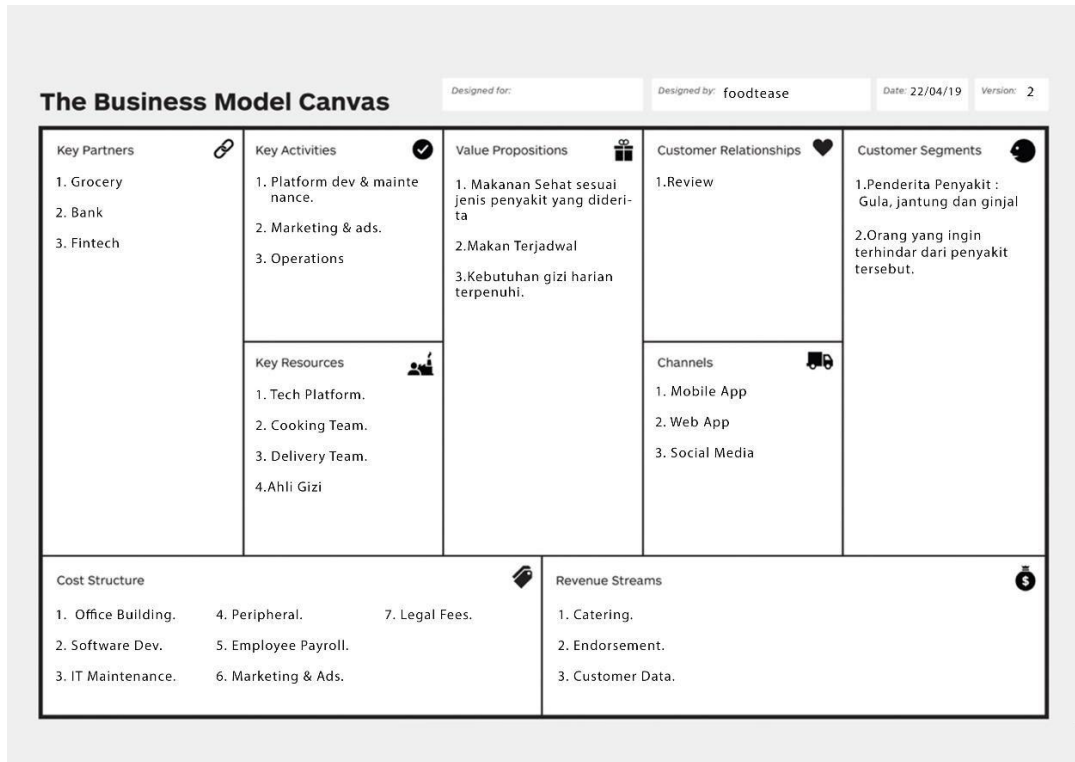 The Business Model Canvas
Designed for:
Designed by: foodtease
Date: 22/04/19
Version: 2
Key Partners
1. Grocery
2. Bank
3. Fintech
Key Activities
1. Platform dev & mainte
nance.
2. Marketing & ads.
3. Operations
Key Resources
1. Tech Platform.
2. Cooking Team.
3. Delivery Team.
4.Ahli Gizi
Value Propositions
1. Makanan Sehat sesuai
jenis penyakit yang dideri-
ta
2.Makan Terjadwal
3.Kebutuhan gizi harian
terpenuhi.
Customer Relationships
1.Review
Channels
1. Mobile App
2. Web App
3. Social Media
Customer Segments
1.Penderita Penyakit :
Gula, jantung dan ginjal
2.Orang yang ingin
terhindar dari penyakit
tersebut.
Cost Structure
1. Office Building.
2. Software Dev.
3. IT Maintenance.
4. Peripheral.
5. Employee Payroll.
6. Marketing & Ads.
7. Legal Fees.
Revenue Streams
$
1. Catering.
2. Endorsement.
3. Customer Data.